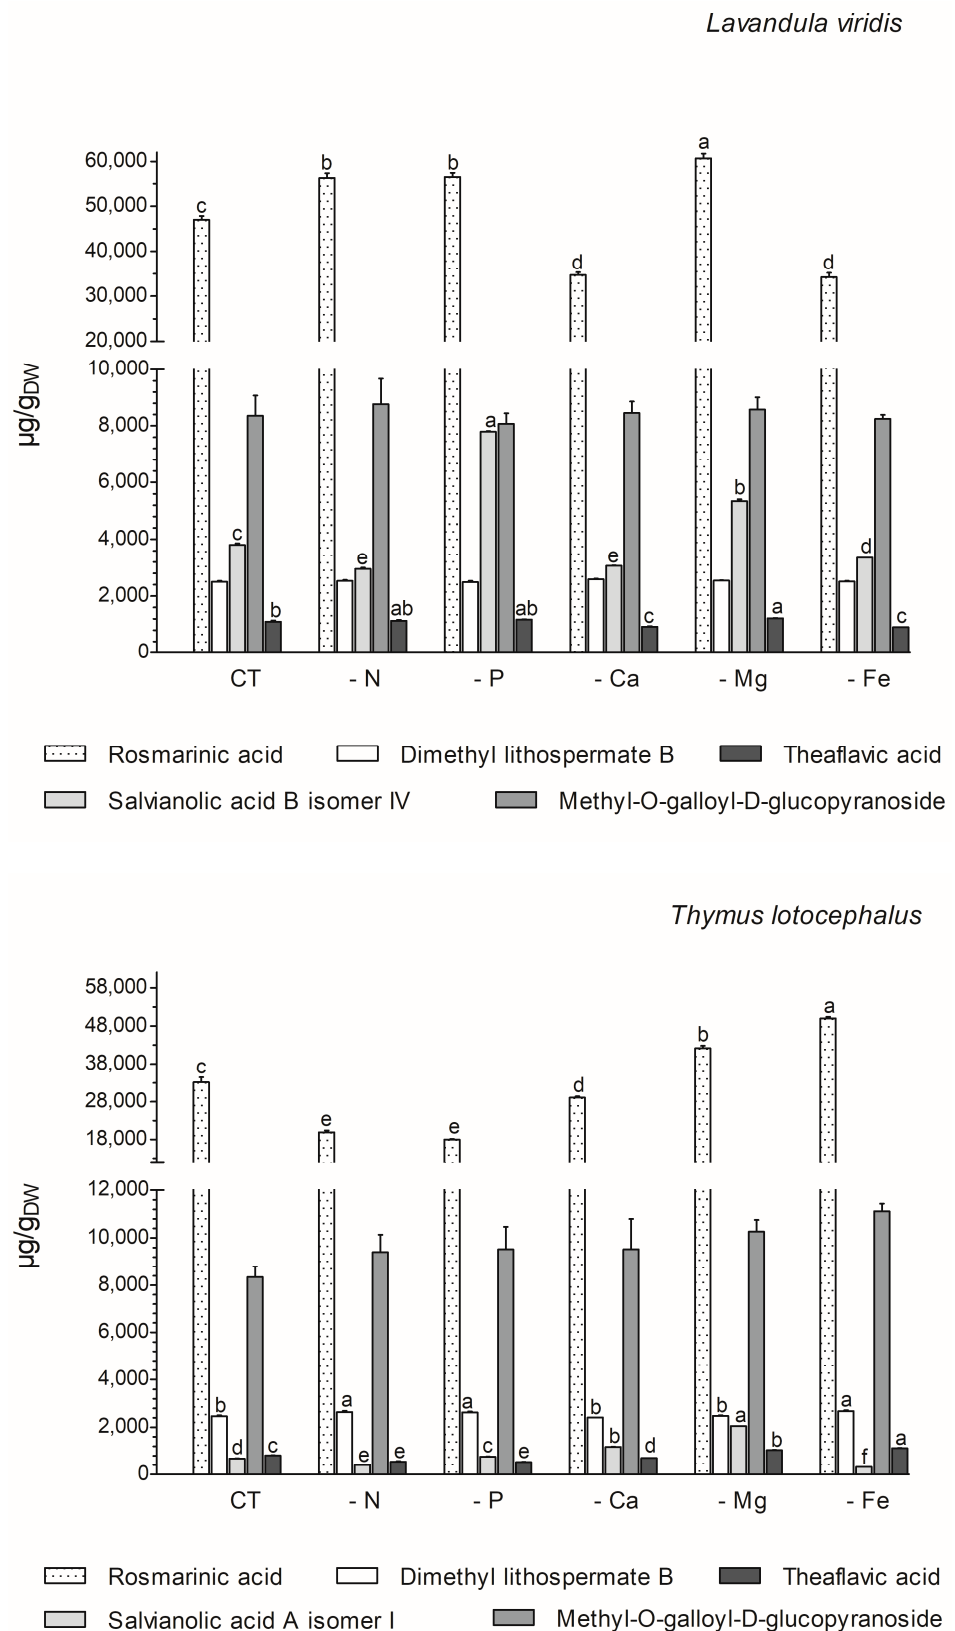 Lavandula viridis
a
60,000
b
b
50,000
c
40,000
d
d
30,000
20,000
µg/gDW
10,000
8,000
a
6,000
b
4,000
c
e
e
d
2,000
b
ab
ab
c
a
c
0
CT - N - P - Ca - Mg - Fe
Rosmarinic acid Dimethyl lithospermate B Theaflavic acid
Salvianolic acid B isomer IV Methyl-O-galloyl-D-glucopyranoside
Thymus lotocephalus
58,000
a
48,000
b
38,000
c
d
28,000
e
e
18,000
µg/gDW
12,000
10,000
8,000
6,000
4,000
b
a
a
b
b
a
2,000
d
c
e
e
c
e
b
d
a
b
f
a
0
CT - N - P - Ca - Mg - Fe
Rosmarinic acid Dimethyl lithospermate B Theaflavic acid
Salvianolic acid A isomer I Methyl-O-galloyl-D-glucopyranoside